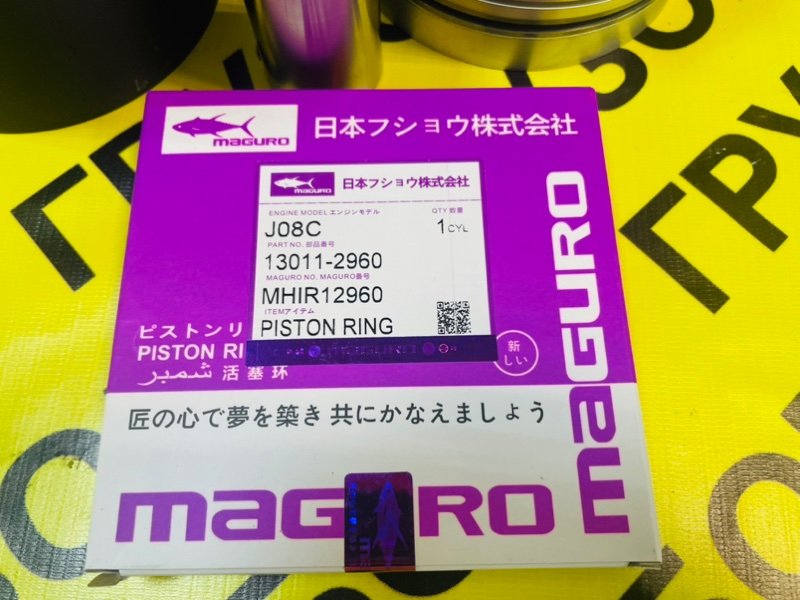 maguro
日本フショウ株式会社
maguro
日本フショウ株式会社
ENGINE MODEL エンジンモデル
QTY 数量
J08C
1 CYL
PART NO. 部品番号
13011-2960
MAGURO NO. MAGURO番号
MHIR12960
ITEMアイテム
PISTON RING
ピストンリ
PISTON RI
شمبر 活塞环
新しい
maGURO
匠の心で夢を築き 共にかなえましょう
maG RO
ГРУ
ГРУ